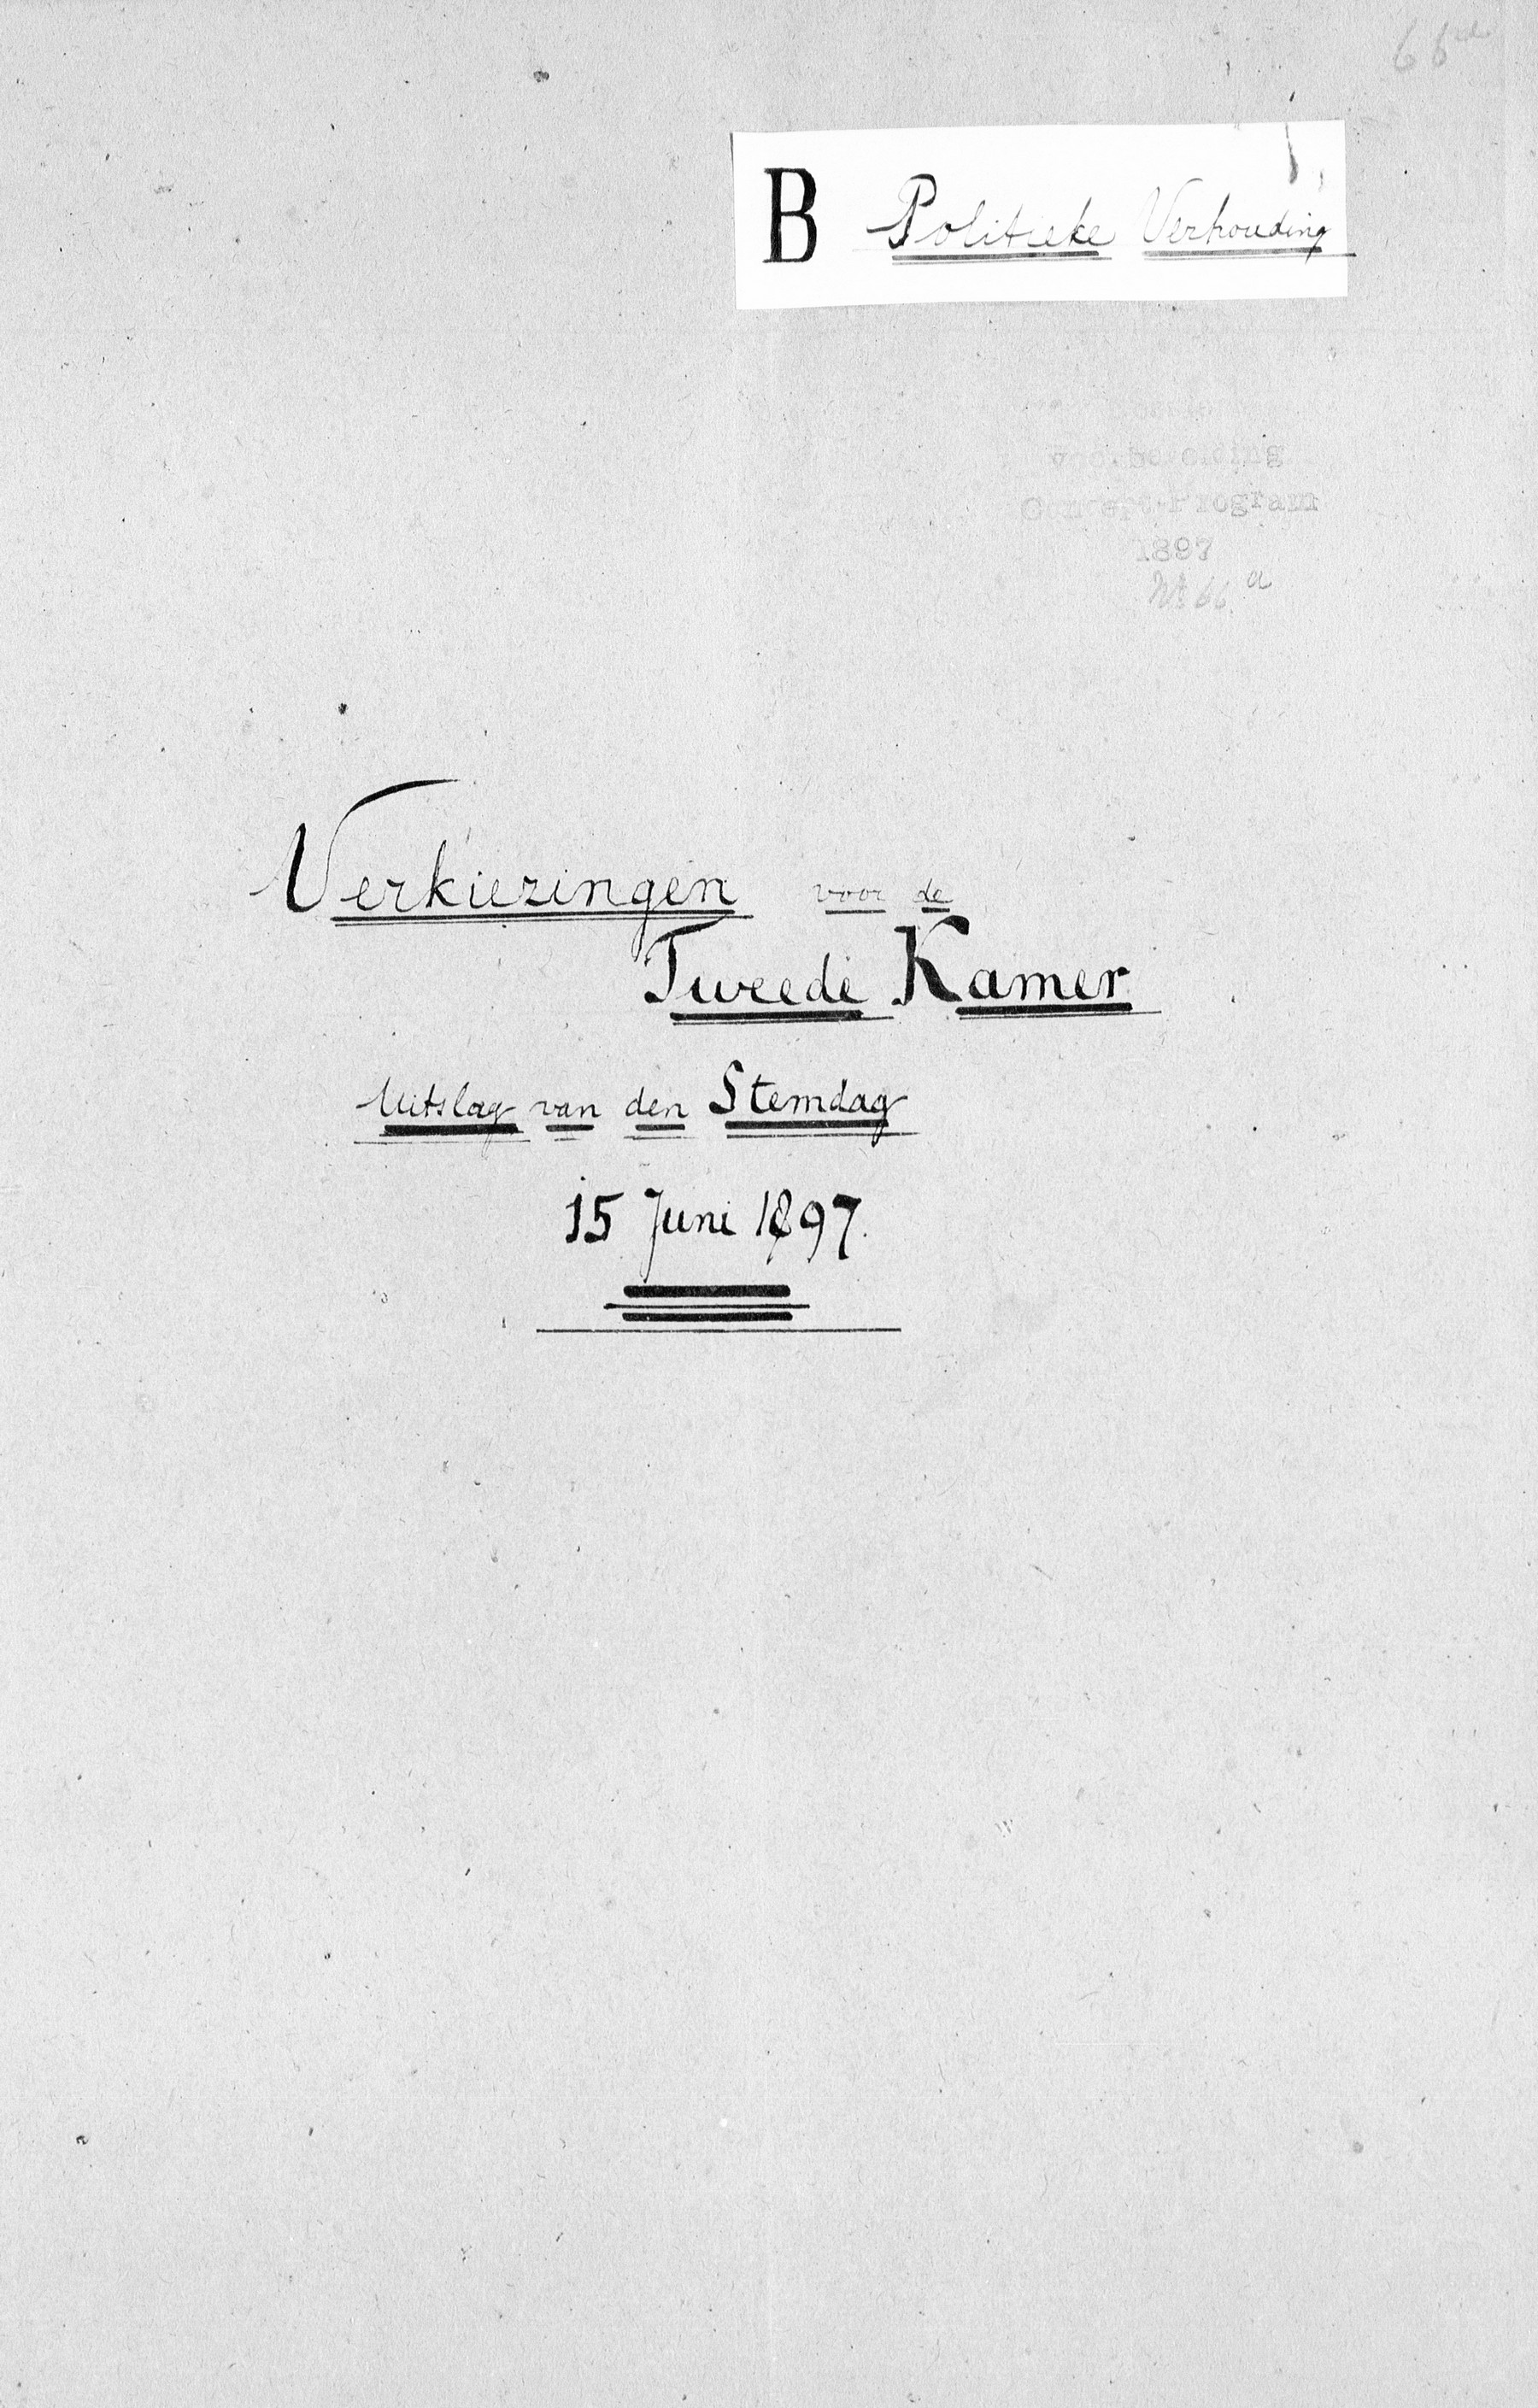 66
B Politieke Verhouding
voorbereiding
Concept-Program
1897
No 66 a
Verkiezingen voor de
Tweede Kamer
Uitslag van den Stemdag
15 Juni 1897.